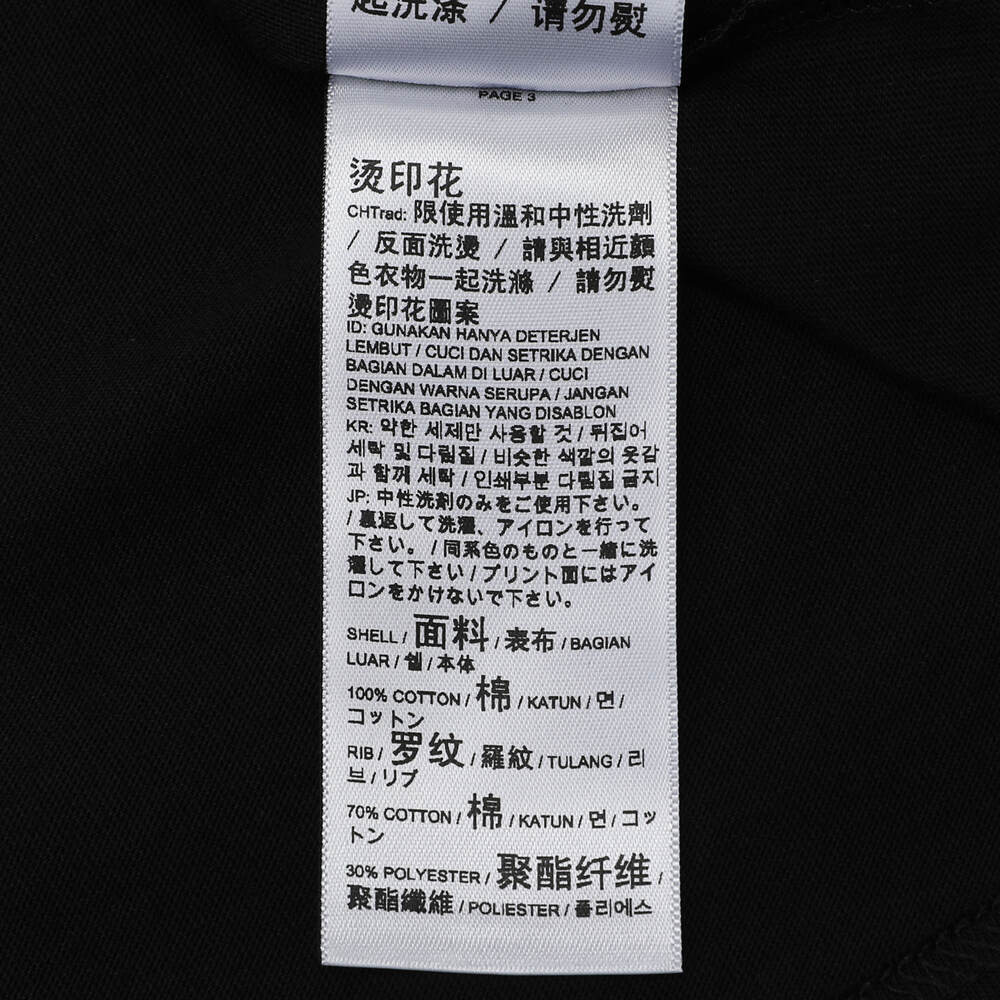 起洗涤 / 请勿熨
PAGE 3
烫印花
CHTrad: 限使用溫和中性洗劑
/ 反面洗燙 / 請與相近顏
色衣物一起洗滌 / 請勿熨
燙印花圖案
ID: GUNAKAN HANYA DETERJEN
LEMBUT / CUCI DAN SETRIKA DENGAN
BAGIAN DALAM DI LUAR / CUCI
DENGAN WARNA SERUPA / JANGAN
SETRIKA BAGIAN YANG DISABLON
KR: 약한 세제만 사용할 것 / 뒤집어
세탁 및 다림질 / 비슷한 색깔의 옷감
과 함께 세탁 / 인쇄부분 다림질 금지
JP: 中性洗剤のみをご使用下さい。
/ 裏返して洗濯、アイロンを行って
下さい。 / 同系色のものと一緒に洗
濯して下さい / プリント面にはアイ
ロンをかけないで下さい。
SHELL / 面料 / 表布 / BAGIAN
LUAR / 쉘 / 本体
100% COTTON / 棉 / KATUN / 면 /
コットン
RIB / 罗纹 / 羅紋 / TULANG / 리
브 / リブ
70% COTTON / 棉 / KATUN / 면 / コッ
トン
30% POLYESTER / 聚酯纤维 /
聚酯纖維 / POLIESTER / 폴리에스